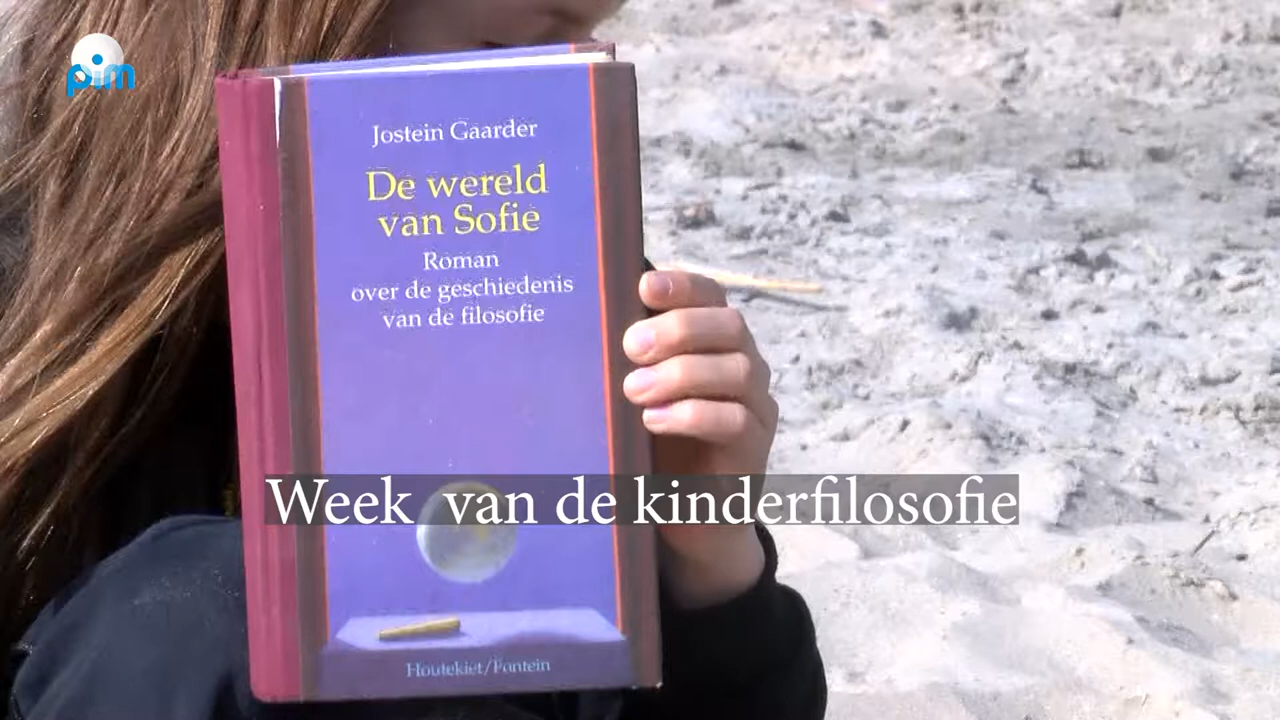 pim
Jostein Gaarder
De wereld
van Sofie
Roman
over de geschiedenis
van de filosofie
Week van de kinderfilosofie
Houtekiet/Fontein